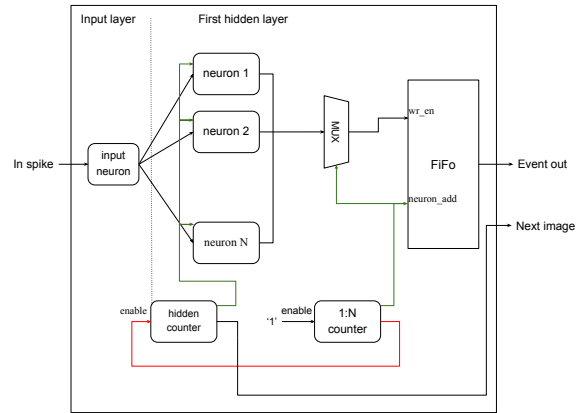 Input layer
First hidden layer
neuron 1
neuron 2
neuron N
In spike
input
neuron
MUX
wr_en
FiFo
neuron_add
Event out
Next image
enable
hidden
counter
'1'
enable
1:N
counter